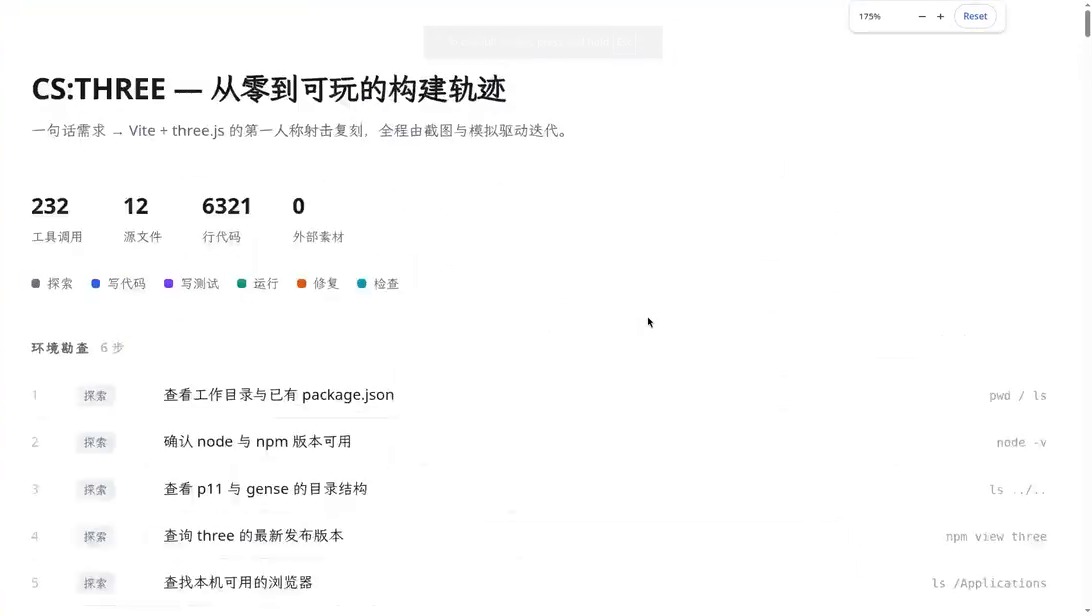 175% − + Reset
CS:THREE — 从零到可玩的构建轨迹
一句话需求 → Vite + three.js 的第一人称射击复刻，全程由截图与模拟驱动迭代。
232 12 6321 0
工具调用 源文件 行代码 外部素材
探索 写代码 写测试 运行 修复 检查
环境勘查 6 步
1 探索 查看工作目录与已有 package.json pwd / ls
2 探索 确认 node 与 npm 版本可用 node -v
3 探索 查看 p11 与 gense 的目录结构 ls ../..
4 探索 查询 three 的最新发布版本 npm view three
5 探索 查找本机可用的浏览器 ls /Applications